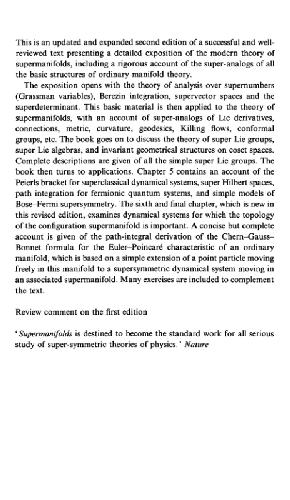 This is an updated and expanded second edition of a successful and well-
reviewed text presenting a detailed exposition of the modern theory of
supermanifolds, including a rigorous account of the super-analogs of all
the basic structures of ordinary manifold theory.
The exposition opens with the theory of analysis over supernumbers
(Grassman variables), Berezin integration, supervector spaces and the
superdeterminant. This basic material is then applied to the theory of
supermanifolds, with an account of super-analogs of Lie derivatives,
connections, metric, curvature, geodesics, Killing flows, conformal
groups, etc. The book goes on to discuss the theory of super Lie groups,
super Lie algebras, and invariant geometrical structures on coset spaces.
Complete descriptions are given of all the simple super Lie groups. The
book then turns to applications. Chapter 5 contains an account of the
Peierls bracket for superclassical dynamical systems, super Hilbert spaces,
path integration for fermionic quantum systems, and simple models of
Bose–Fermi supersymmetry. The sixth and final chapter, which is new in
this revised edition, examines dynamical systems for which the topology
of the configuration supermanifold is important. A concise but complete
account is given of the path-integral derivation of the Chern–Gauss–
Bonnet formula for the Euler–Poincaré characteristic of an ordinary
manifold, which is based on a simple extension of a point particle moving
freely in this manifold to a supersymmetric dynamical system moving in
an associated supermanifold. Many exercises are included to complement
the text.
Review comment on the first edition
'Supermanifolds is destined to become the standard work for all serious
study of super-symmetric theories of physics.' Nature